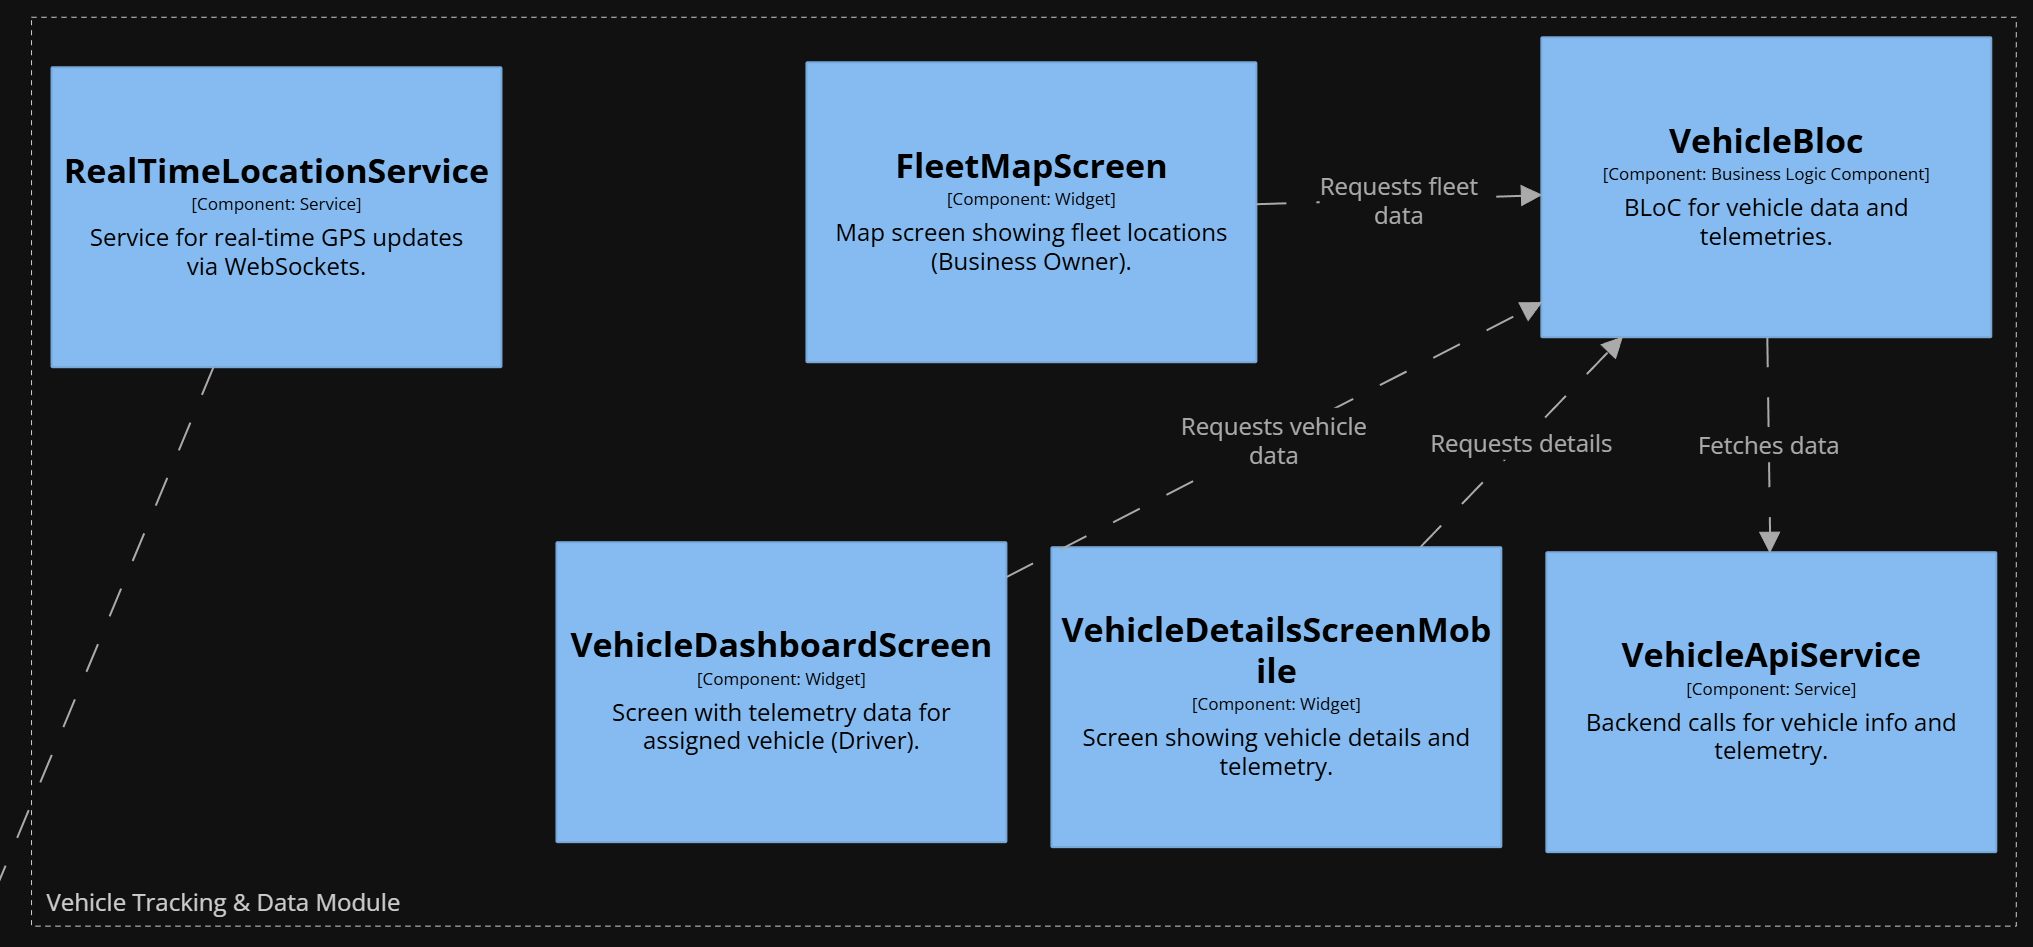 RealTimeLocationService
[Component: Service]
Service for real-time GPS updates
via WebSockets.
FleetMapScreen
[Component: Widget]
Map screen showing fleet locations
(Business Owner).
Requests fleet
data
VehicleBloc
[Component: Business Logic Component]
BLoC for vehicle data and
telemetries.
Requests vehicle
data
Requests details
Fetches data
VehicleDashboardScreen
[Component: Widget]
Screen with telemetry data for
assigned vehicle (Driver).
VehicleDetailsScreenMob
ile
[Component: Widget]
Screen showing vehicle details and
telemetry.
VehicleApiService
[Component: Service]
Backend calls for vehicle info and
telemetry.
Vehicle Tracking & Data Module